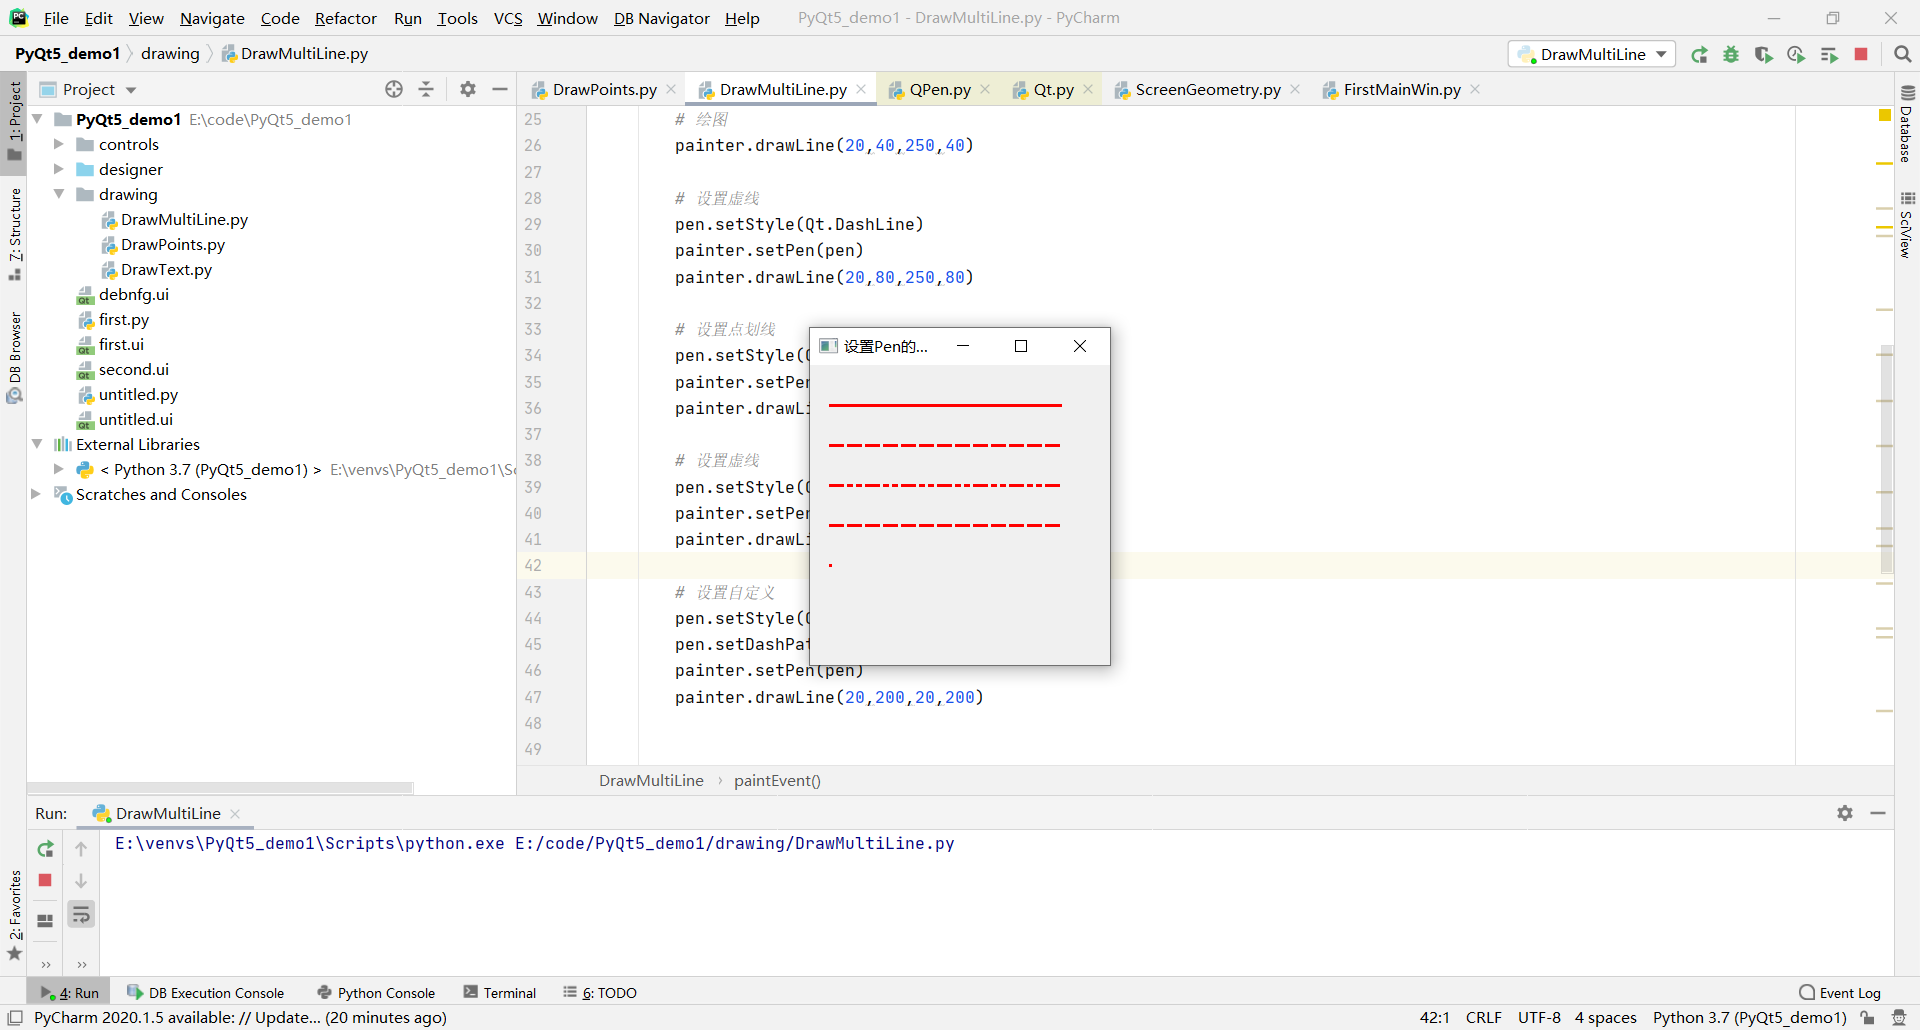 File Edit View Navigate Code Refactor Run Tools VCS Window DB Navigator Help PyQt5_demo1 - DrawMultiLine.py - PyCharm
PyQt5_demo1 drawing DrawMultiLine.py DrawMultiLine
Project
DrawPoints.py DrawMultiLine.py QPen.py Qt.py ScreenGeometry.py FirstMainWin.py
1: Project
7: Structure
DB Browser
2: Favorites
Database
SciView
PyQt5_demo1 E:\code\PyQt5_demo1
controls
designer
drawing
DrawMultiLine.py
DrawPoints.py
DrawText.py
debnfg.ui
first.py
first.ui
second.ui
untitled.py
untitled.ui
External Libraries
< Python 3.7 (PyQt5_demo1) > E:\venvs\PyQt5_demo1\Sc
Scratches and Consoles
25 # 绘图
26 painter.drawLine(20,40,250,40)
27
28 # 设置虚线
29 pen.setStyle(Qt.DashLine)
30 painter.setPen(pen)
31 painter.drawLine(20,80,250,80)
32
33 # 设置点划线
34 pen.setStyle(Q
35 painter.setPen
36 painter.drawLi
37
38 # 设置虚线
39 pen.setStyle(Q
40 painter.setPen
41 painter.drawLi
42
43 # 设置自定义
44 pen.setStyle(Q
45 pen.setDashPat
46 painter.setPen(pen)
47 painter.drawLine(20,200,20,200)
48
49
设置Pen的...
DrawMultiLine › paintEvent()
Run: DrawMultiLine
E:\venvs\PyQt5_demo1\Scripts\python.exe E:/code/PyQt5_demo1/drawing/DrawMultiLine.py
4: Run DB Execution Console Python Console Terminal 6: TODO Event Log
PyCharm 2020.1.5 available: // Update... (20 minutes ago) 42:1 CRLF UTF-8 4 spaces Python 3.7 (PyQt5_demo1)